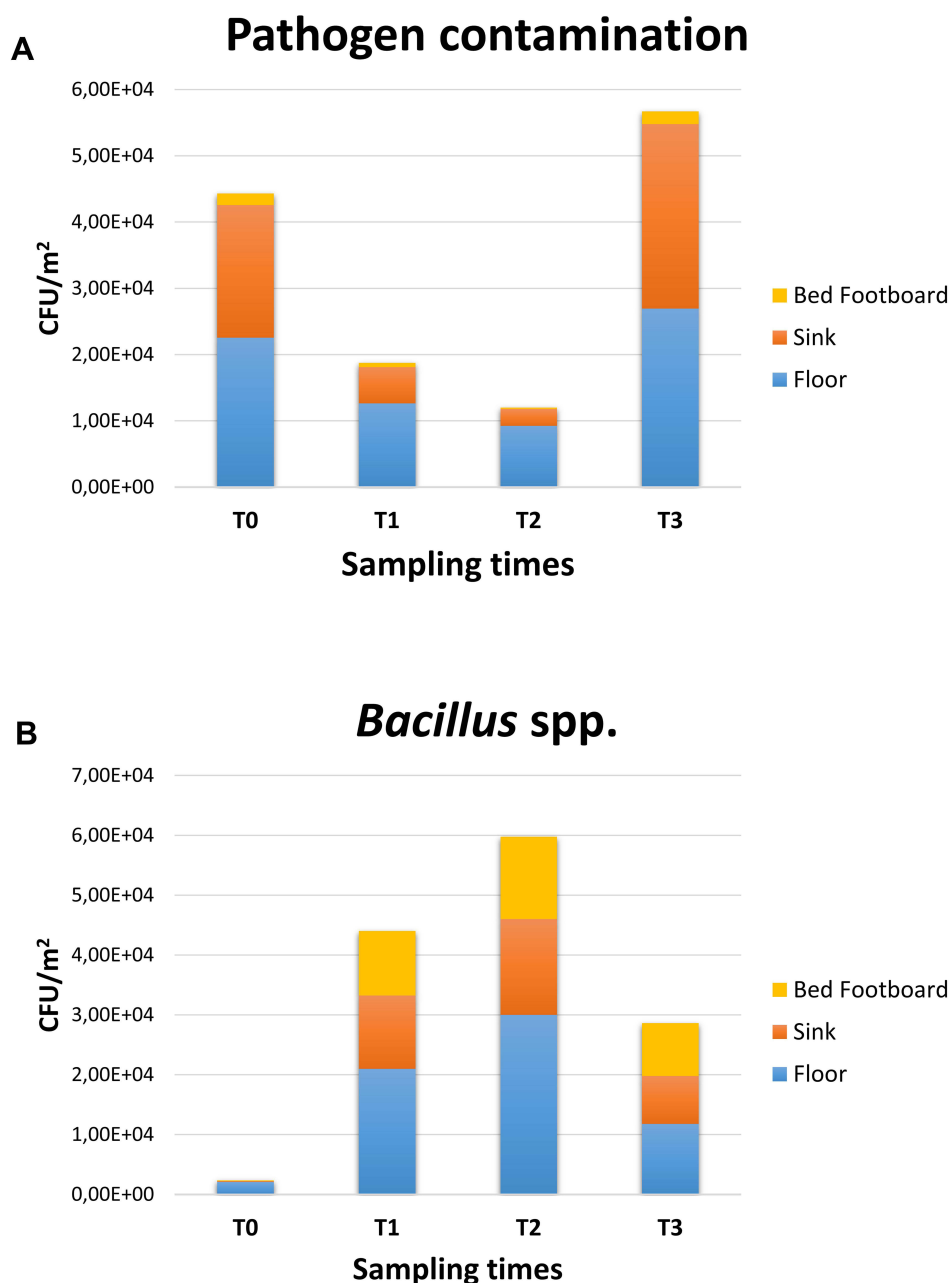 A
Pathogen contamination
6,00E+04
5,00E+04
4,00E+04
3,00E+04
2,00E+04
1,00E+04
0,00E+00
CFU/m²
T0 T1 T2 T3
Sampling times
Bed Footboard
Sink
Floor
B
Bacillus spp.
7,00E+04
6,00E+04
5,00E+04
4,00E+04
3,00E+04
2,00E+04
1,00E+04
0,00E+00
CFU/m²
T0 T1 T2 T3
Sampling times
Bed Footboard
Sink
Floor